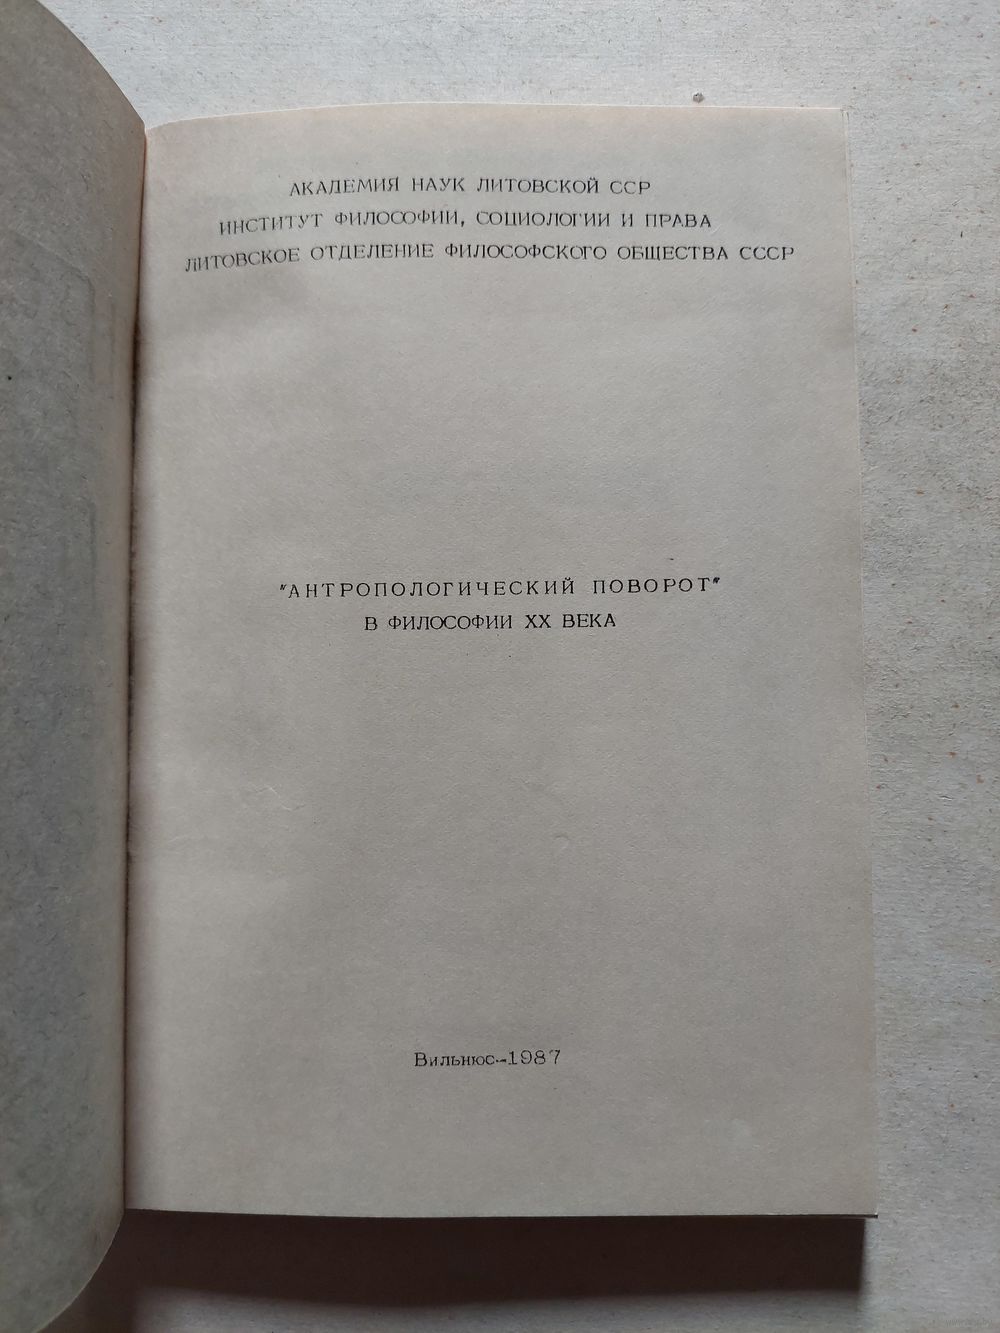 АКАДЕМИЯ НАУК ЛИТОВСКОЙ ССР
ИНСТИТУТ ФИЛОСОФИИ, СОЦИОЛОГИИ И ПРАВА
ЛИТОВСКОЕ ОТДЕЛЕНИЕ ФИЛОСОФСКОГО ОБЩЕСТВА СССР
"АНТРОПОЛОГИЧЕСКИЙ ПОВОРОТ"
В ФИЛОСОФИИ XX ВЕКА
Вильнюс-1987